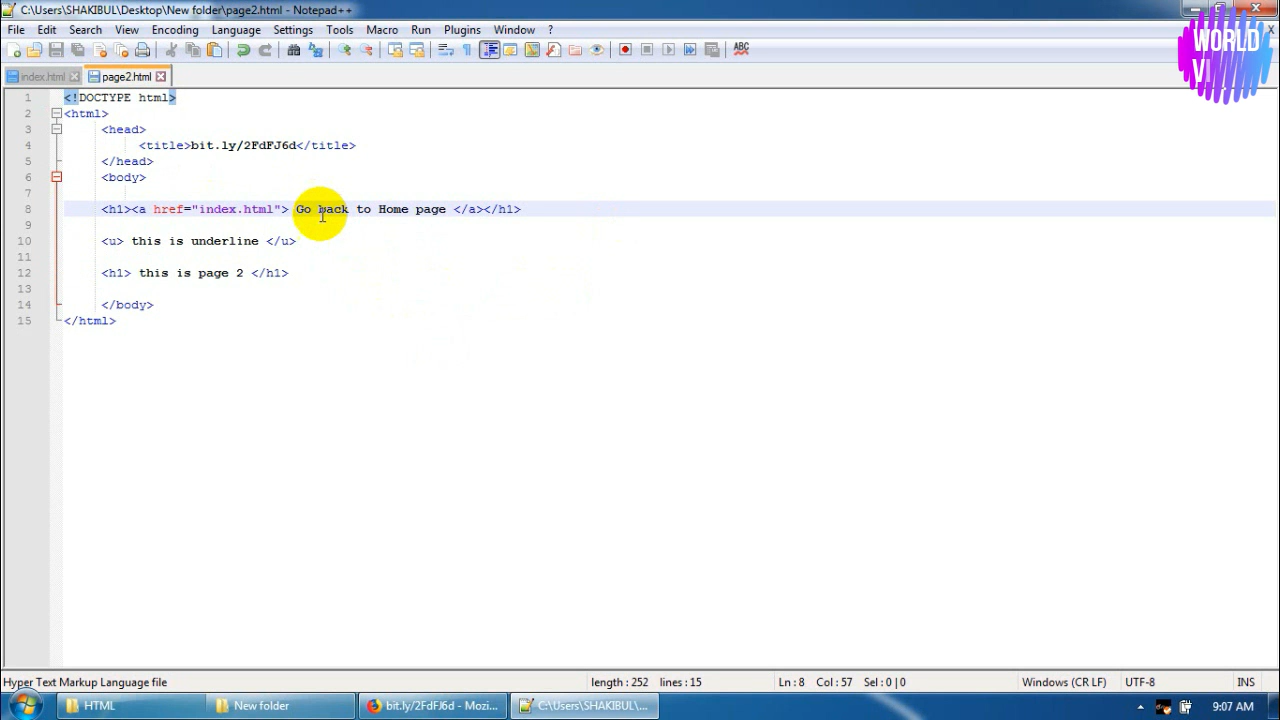 C:\Users\SHAKIBUL\Desktop\New folder\page2.html - Notepad++
File Edit Search View Encoding Language Settings Tools Macro Run Plugins Window ?
X
ABC
WORLD
index.html page2.html
1 <!DOCTYPE html>
2 <html>
3 <head>
4 <title>bit.ly/2FdFJ6d</title>
5 </head>
6 <body>
7
8 <h1><a href="index.html"> Go back to Home page </a></h1>
9
10 <u> this is underline </u>
11
12 <h1> this is page 2 </h1>
13
14 </body>
15 </html>
Hyper Text Markup Language file length : 252 lines : 15 Ln : 8 Col : 57 Sel : 0 | 0 Windows (CR LF) UTF-8 INS
HTML New folder bit.ly/2FdFJ6d - Mozi... C:\Users\SHAKIBUL\... 9:07 AM